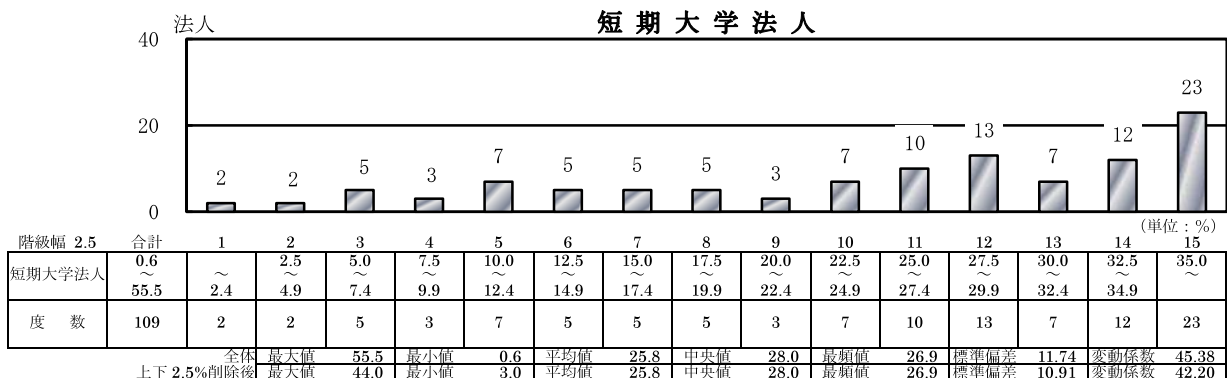 短期大学法人
法人
40
20
0
2 2 5 3 7 5 5 5 3 7 10 13 7 12 23
(単位：%)
階級幅 2.5 合計 1 2 3 4 5 6 7 8 9 10 11 12 13 14 15
短期大学法人 0.6～55.5 ～2.4 2.5～4.9 5.0～7.4 7.5～9.9 10.0～12.4 12.5～14.9 15.0～17.4 17.5～19.9 20.0～22.4 22.5～24.9 25.0～27.4 27.5～29.9 30.0～32.4 32.5～34.9 35.0～
度数 109 2 2 5 3 7 5 5 5 3 7 10 13 7 12 23
全体 最大値 55.5 最小値 0.6 平均値 25.8 中央値 28.0 最頻値 26.9 標準偏差 11.74 変動係数 45.38
上下 2.5%削除後 最大値 44.0 最小値 3.0 平均値 25.8 中央値 28.0 最頻値 26.9 標準偏差 10.91 変動係数 42.20